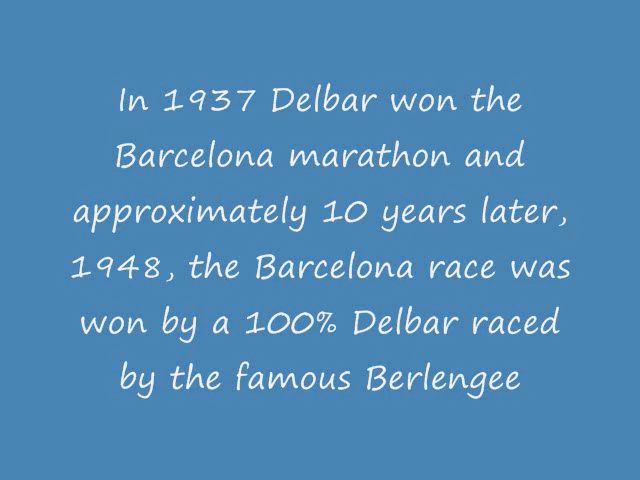 In 1937 Delbar won the
Barcelona marathon and
approximately 10 years later,
1948, the Barcelona race was
won by a 100% Delbar raced
by the famous Berlengee